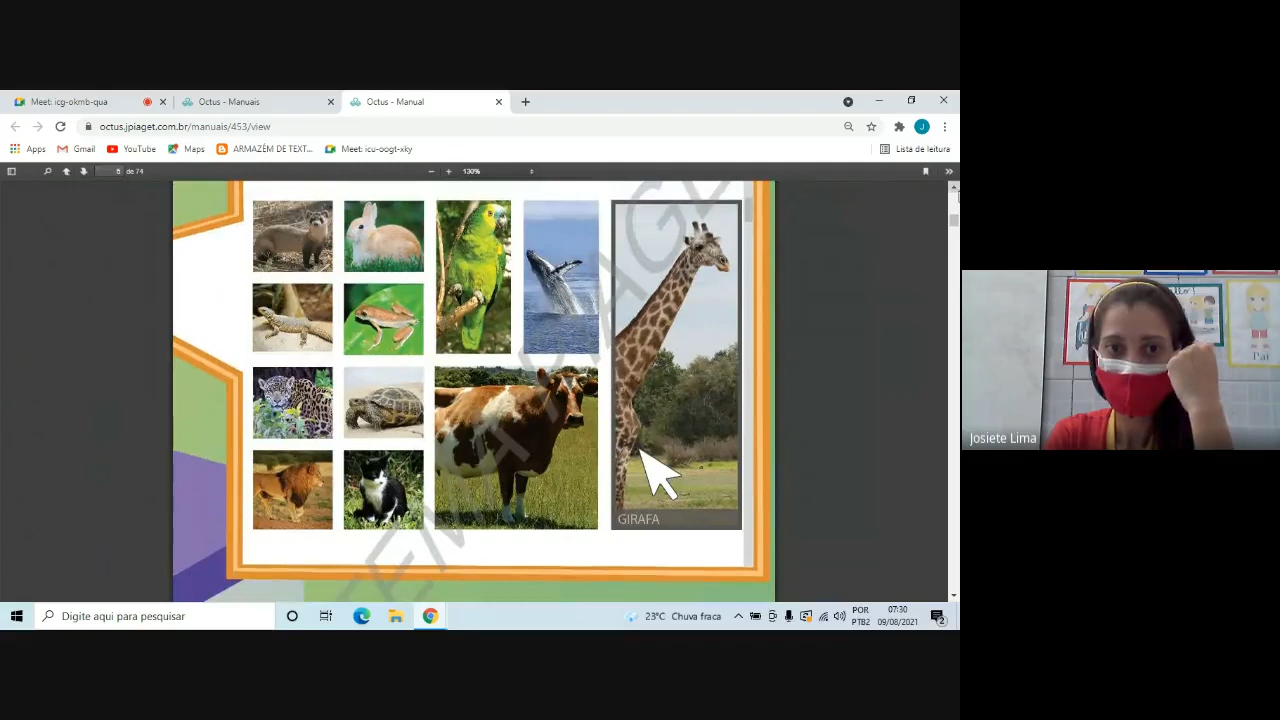 Meet: icg-okmb-qua
Octus - Manuais
Octus - Manual
octus.jpiaget.com.br/manuais/453/view
Apps
Gmail
YouTube
Maps
ARMAZÉM DE TEXT...
Meet: icu-oogt-xky
Lista de leitura
de 74
130%
GIRAFA
Pai
Josiete Lima
Digite aqui para pesquisar
23°C Chuva fraca
POR
PTB2
07:30
09/08/2021
2